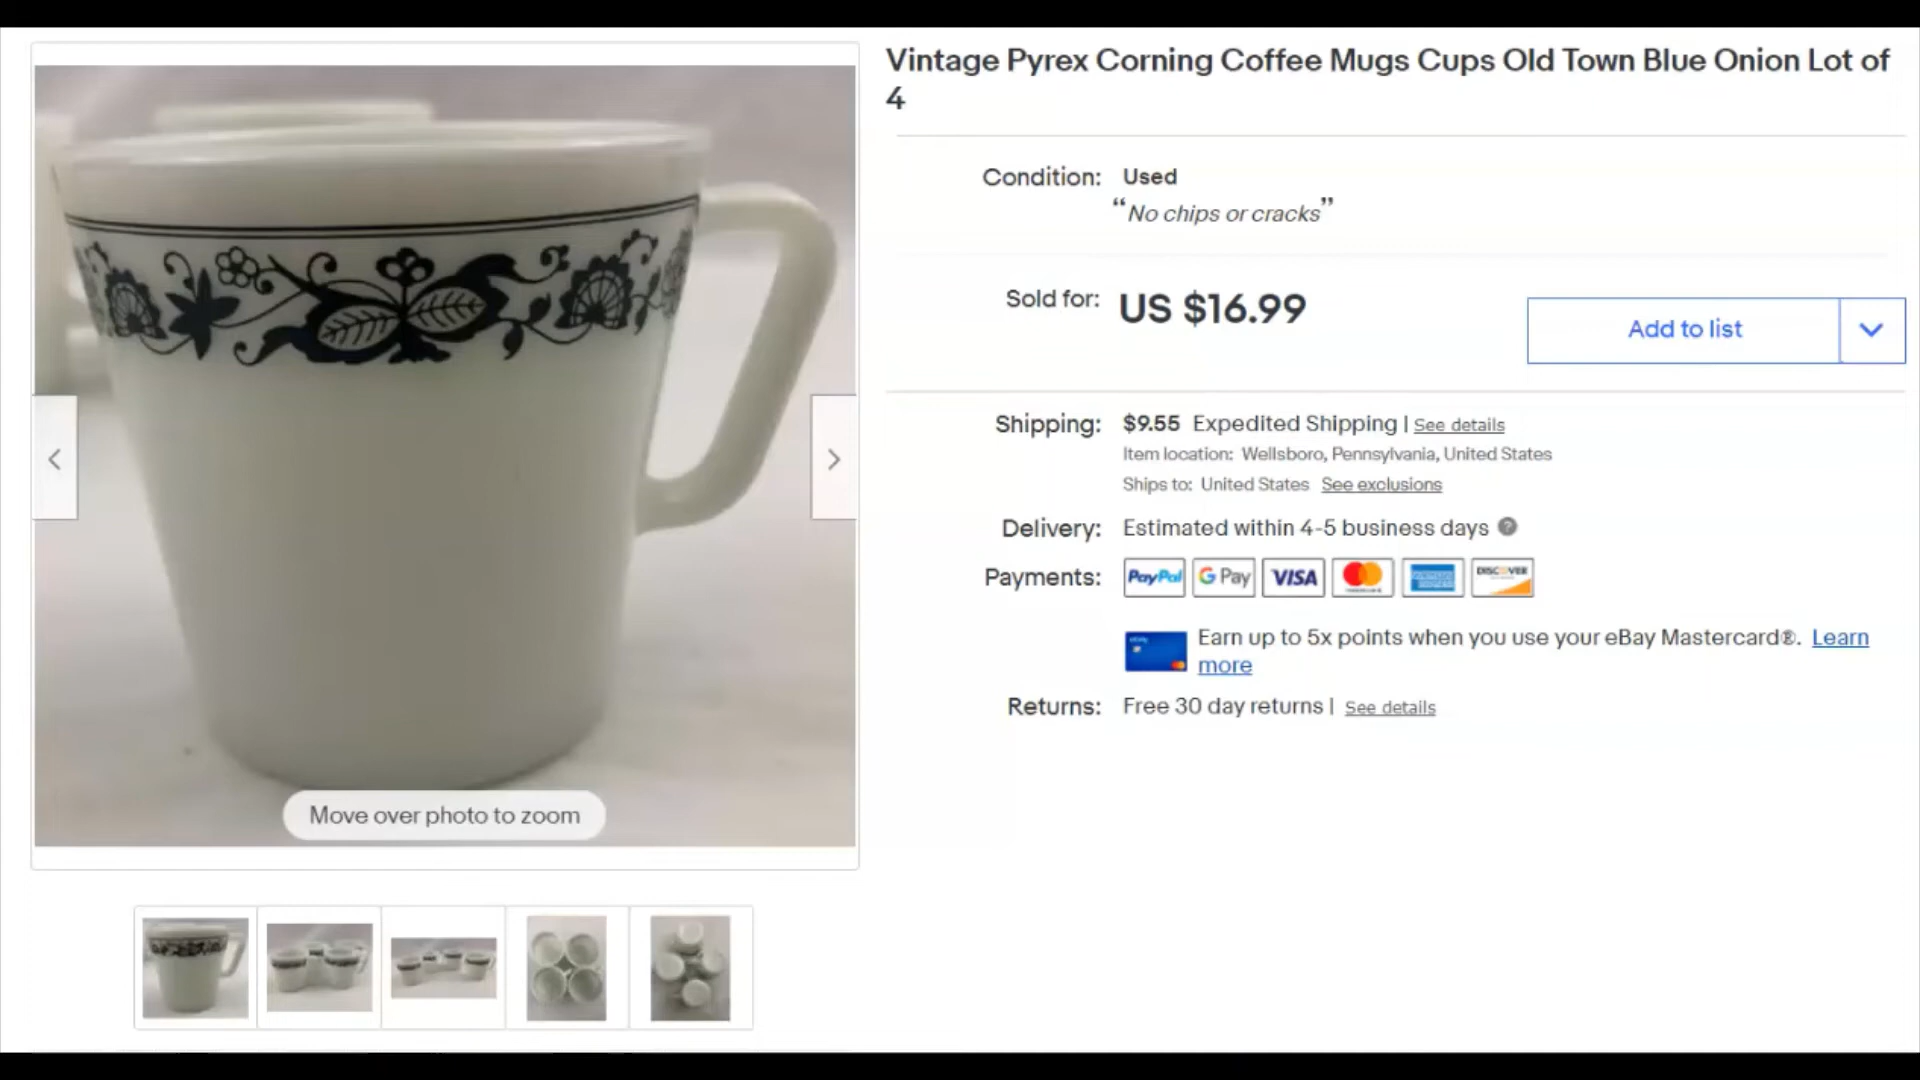 Vintage Pyrex Corning Coffee Mugs Cups Old Town Blue Onion Lot of
4
Condition: Used
“No chips or cracks”
Sold for: US $16.99
Add to list
Shipping: $9.55 Expedited Shipping | See details
Item location: Wellsboro, Pennsylvania, United States
Ships to: United States See exclusions
Delivery: Estimated within 4-5 business days
Payments: PayPal G Pay VISA DISCOVER
Earn up to 5x points when you use your eBay Mastercard®. Learn
more
Returns: Free 30 day returns | See details
Move over photo to zoom